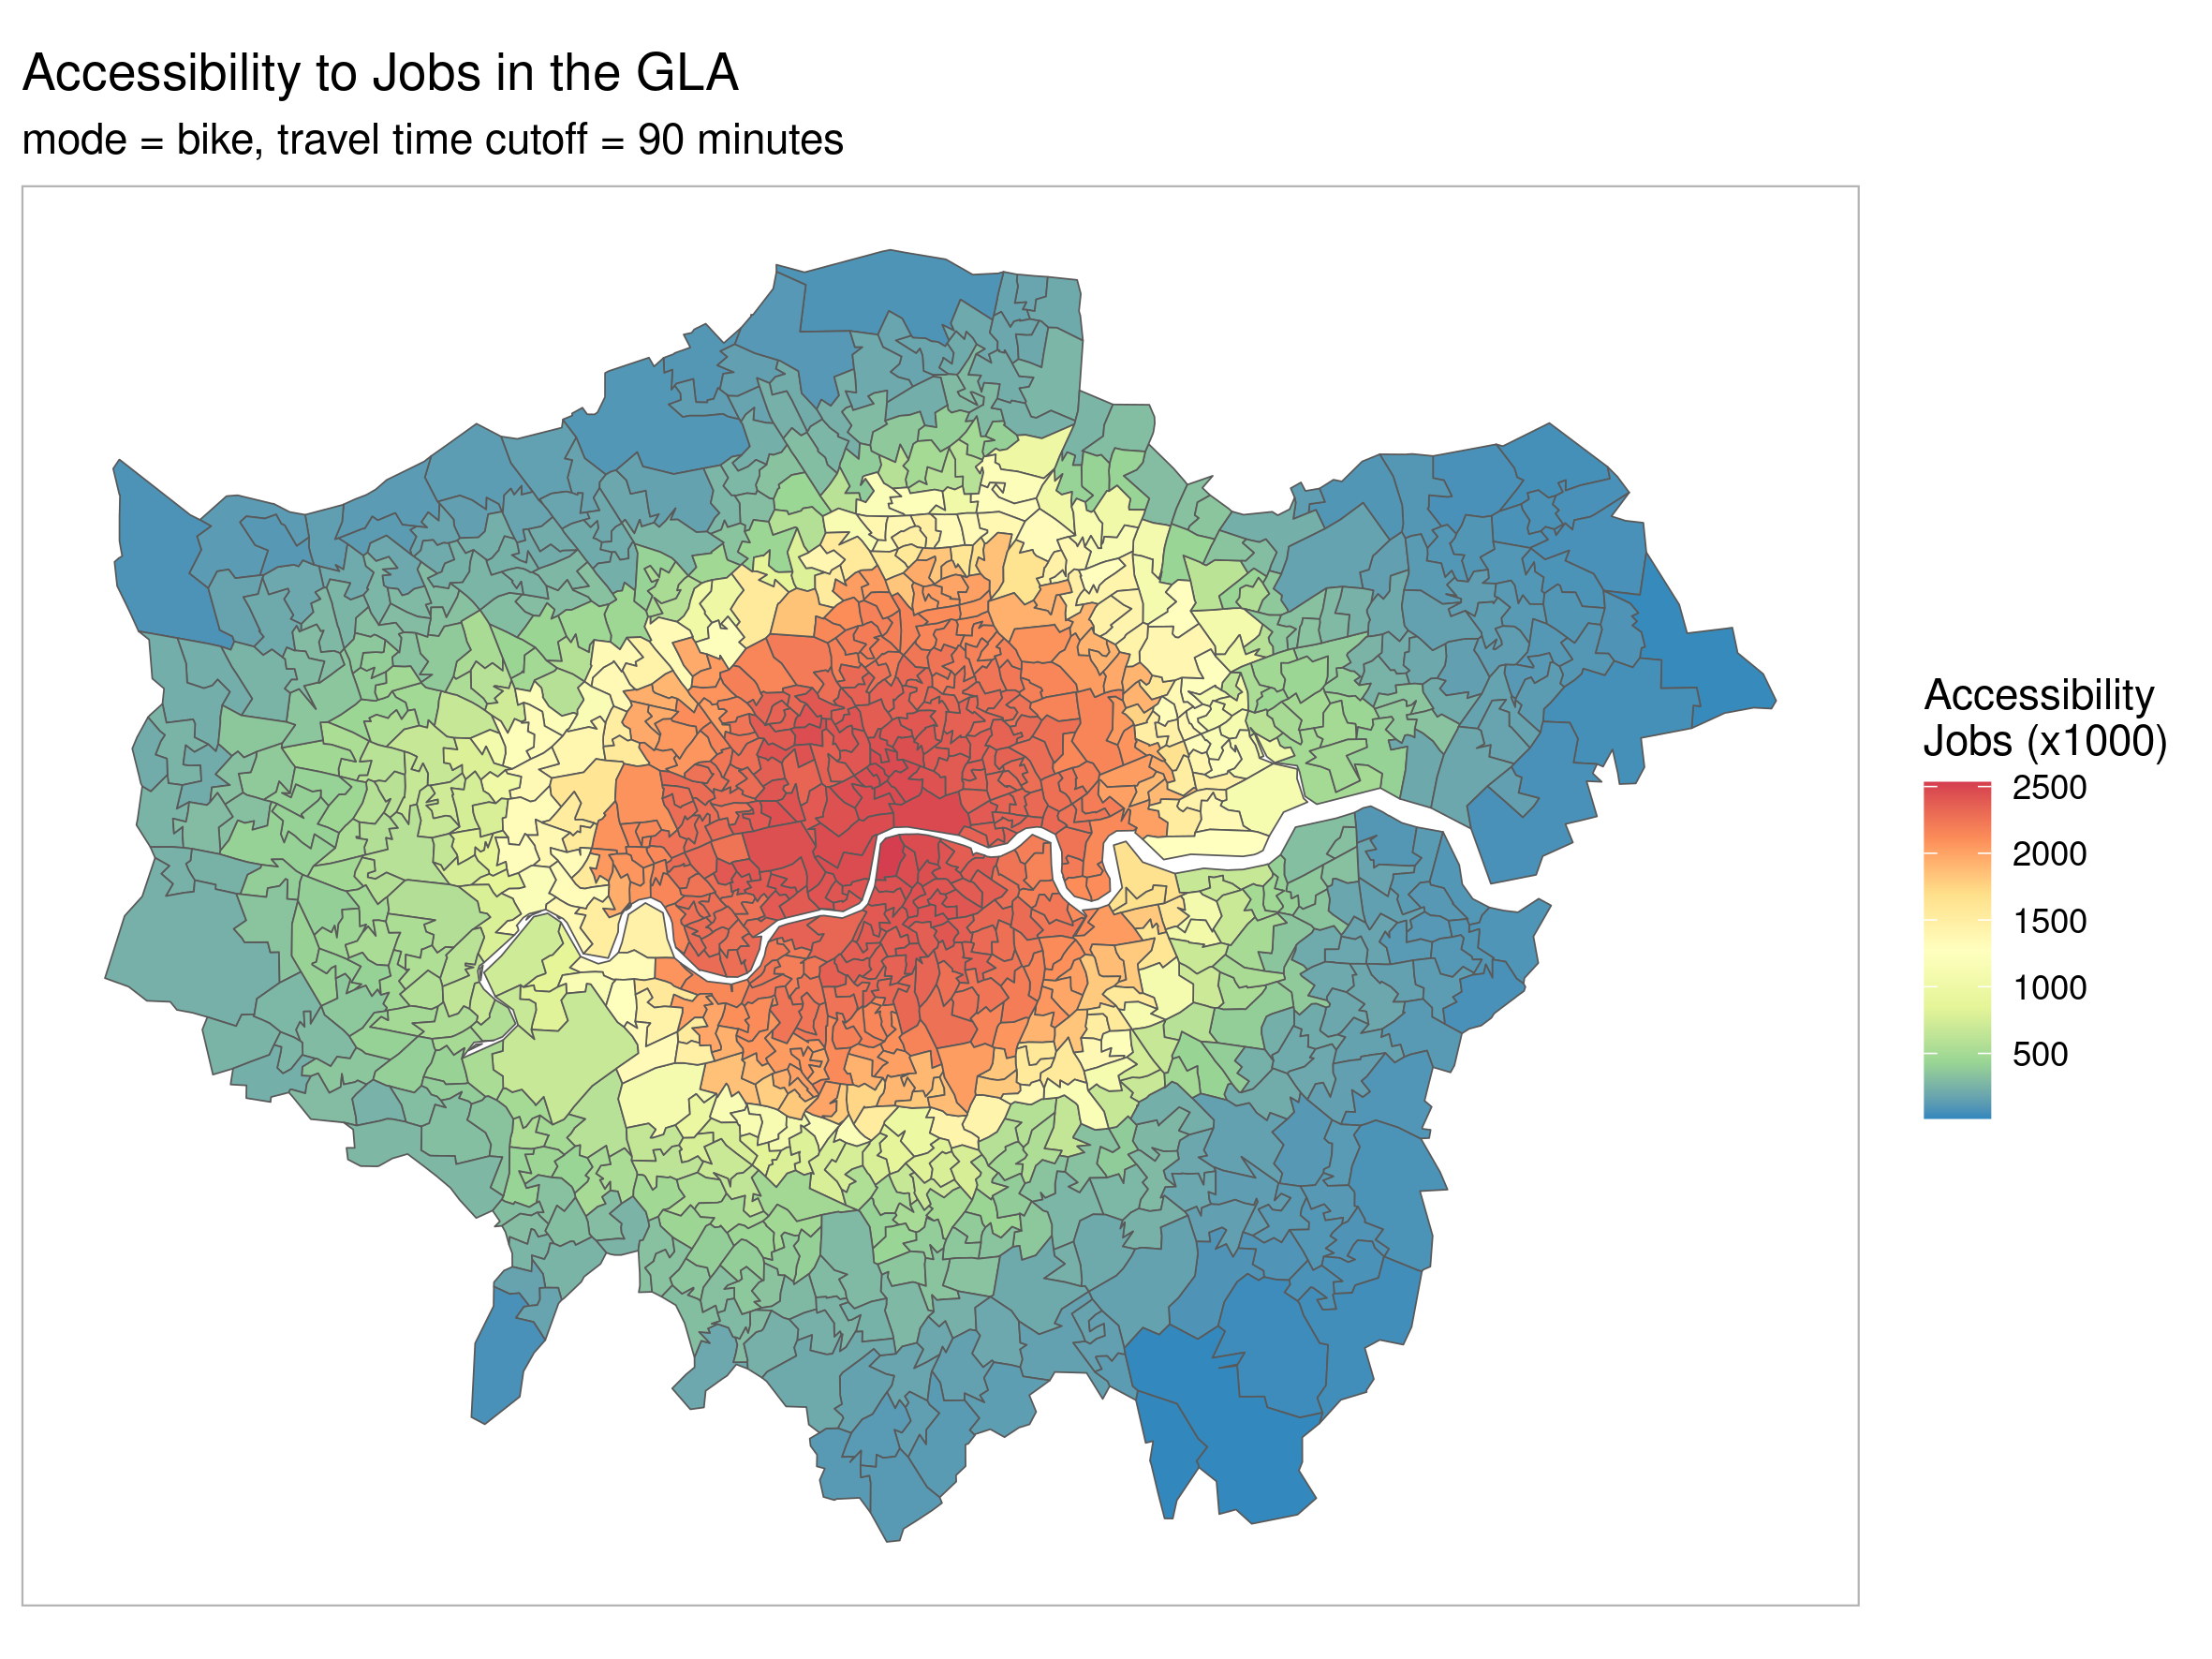 Accessibility to Jobs in the GLA
mode = bike, travel time cutoff = 90 minutes
Accessibility
Jobs (x1000)
2500
2000
1500
1000
500